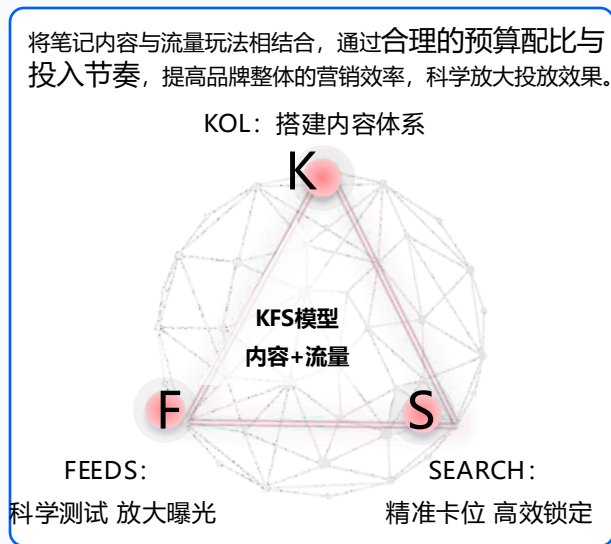 将笔记内容与流量玩法相结合，通过合理的预算配比与
投入节奏，提高品牌整体的营销效率，科学放大投放效果。
KOL：搭建内容体系
K
KFS模型
内容+流量
F
S
FEEDS：
SEARCH：
科学测试 放大曝光
精准卡位 高效锁定